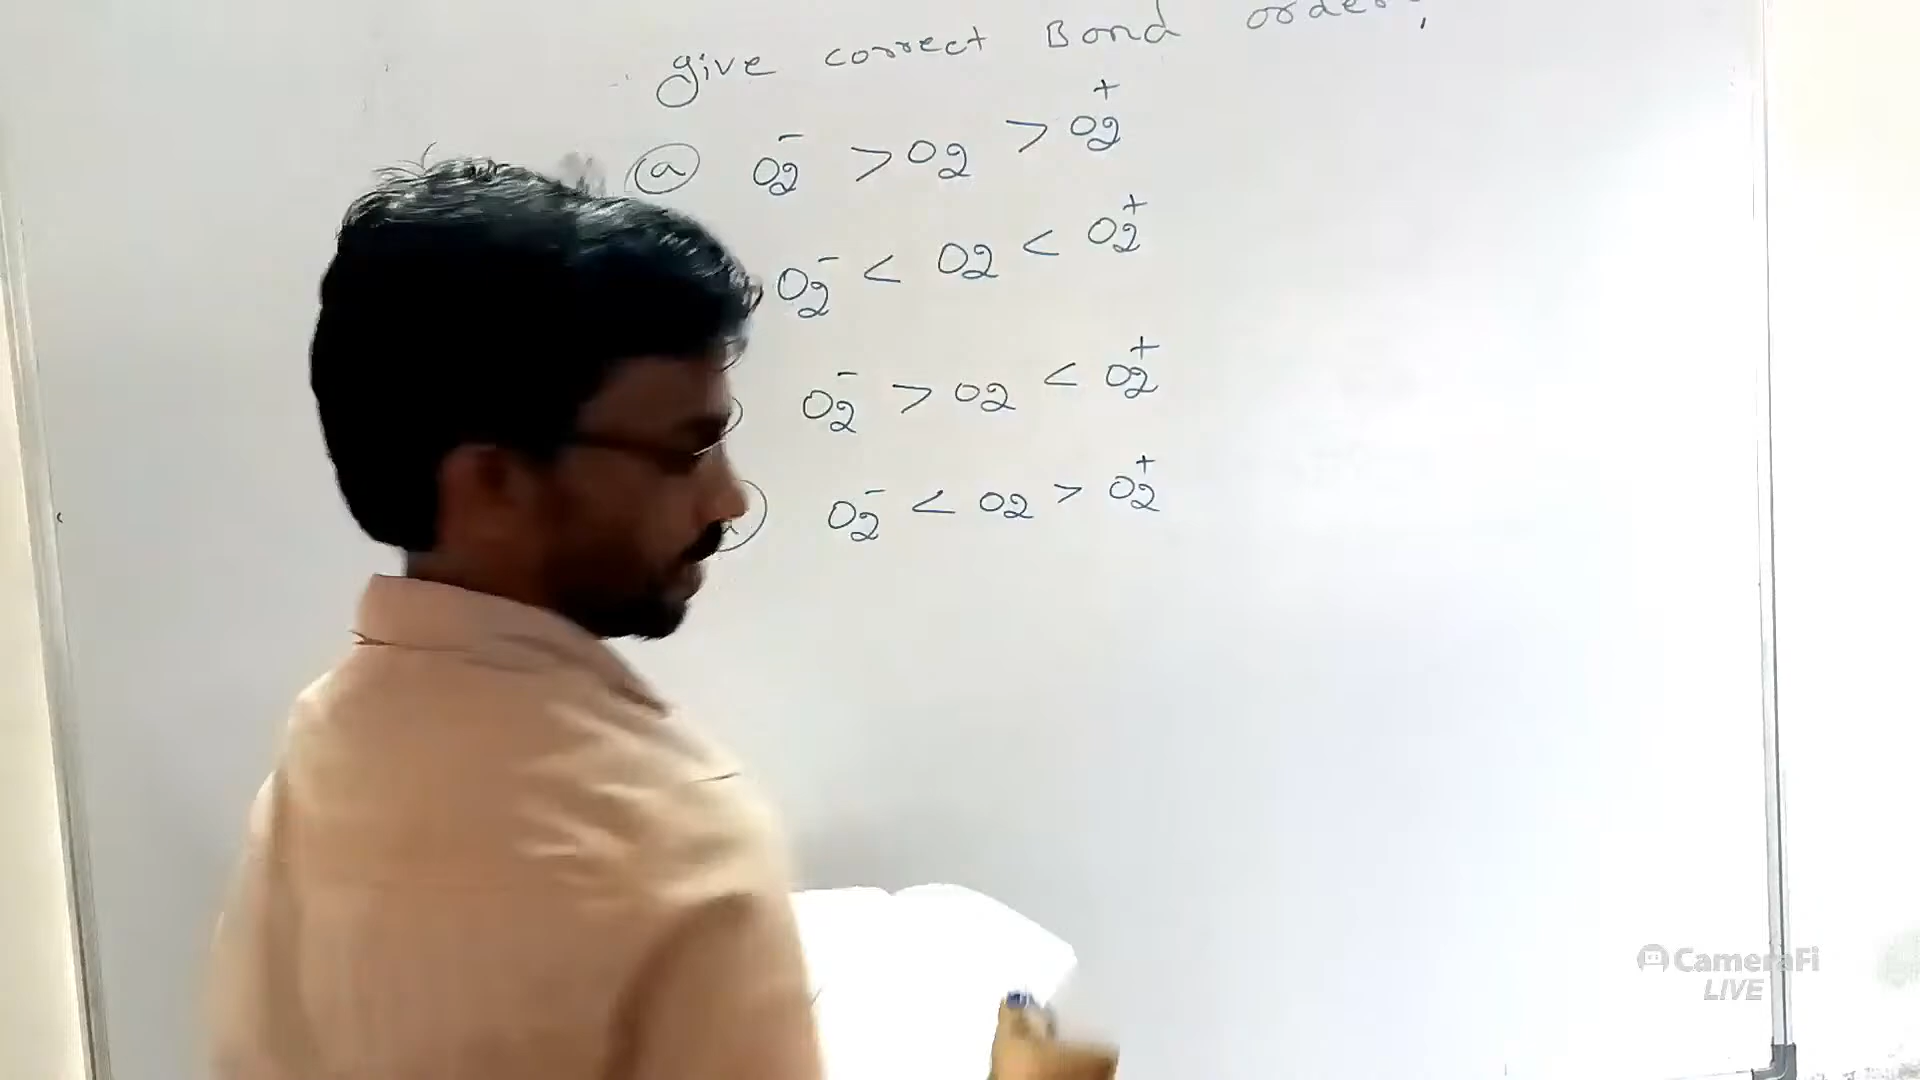 give correct Bond order?
(a) O₂⁻ > O₂ > O₂⁺
O₂⁻ < O₂ < O₂⁺
O₂⁻ > O₂ < O₂⁺
O₂⁻ < O₂ > O₂⁺
CameraFi
LIVE